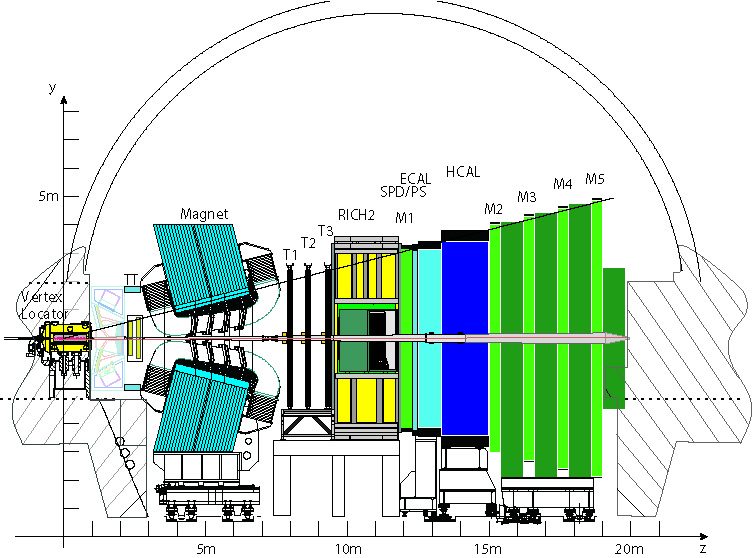 y
5m
ECAL
HCAL
SPD/PS
M5
M4
M3
M2
M1
RICH2
Magnet
T3
T2
T1
TT
Vertex
Locator
5m
10m
15m
20m
z